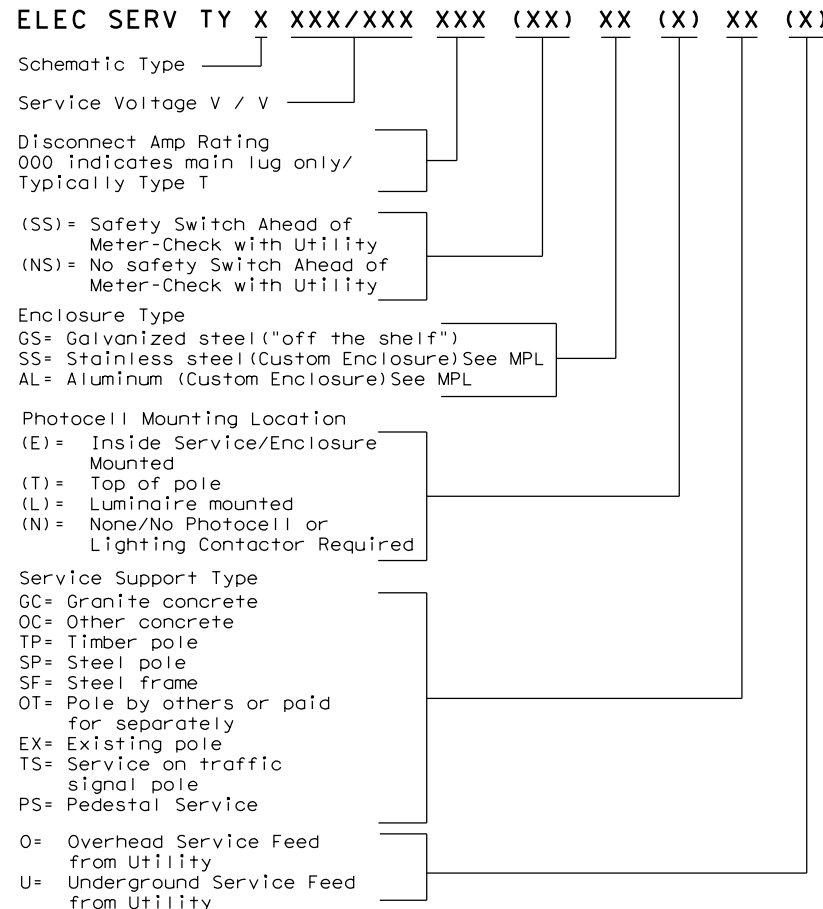 ELEC SERV TY X XXX/XXX XXX (XX) XX (X) XX (X)
Schematic Type
Service Voltage V / V
Disconnect Amp Rating
000 indicates main lug only/
Typically Type T
(SS)= Safety Switch Ahead of
Meter-Check with Utility
(NS)= No safety Switch Ahead of
Meter-Check with Utility
Enclosure Type
GS= Galvanized steel("off the shelf")
SS= Stainless steel(Custom Enclosure)See MPL
AL= Aluminum (Custom Enclosure)See MPL
Photocell Mounting Location
(E)= Inside Service/Enclosure
Mounted
(T)= Top of pole
(L)= Luminaire mounted
(N)= None/No Photocell or
Lighting Contactor Required
Service Support Type
GC= Granite concrete
OC= Other concrete
TP= Timber pole
SP= Steel pole
SF= Steel frame
OT= Pole by others or paid
for separately
EX= Existing pole
TS= Service on traffic
signal pole
PS= Pedestal Service
O= Overhead Service Feed
from Utility
U= Underground Service Feed
from Utility